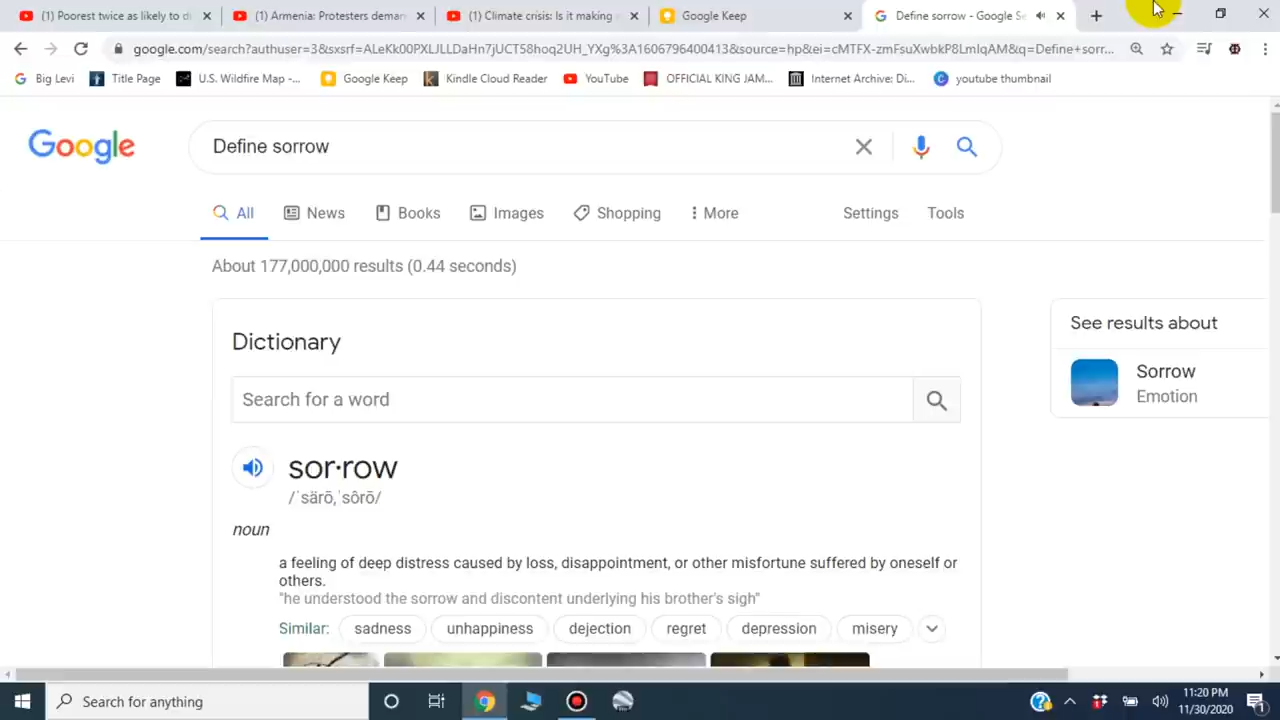 (1) Poorest twice as likely to d
(1) Armenia: Protesters deman
(1) Climate crisis: Is it making
Google Keep
Define sorrow - Google Se
google.com/search?authuser=3&sxsrf=ALeKk00PXLJLLDaHn7jUCT58hoq2UH_YXg%3A1606796400413&source=hp&ei=cMTFX-zmFsuXwbkP8LmlqAM&q=Define+sorr...
Big Levi
Title Page
U.S. Wildfire Map -...
Google Keep
Kindle Cloud Reader
YouTube
OFFICIAL KING JAM...
Internet Archive: Di...
youtube thumbnail
Google
Define sorrow
All
News
Books
Images
Shopping
More
Settings
Tools
About 177,000,000 results (0.44 seconds)
Dictionary
Search for a word
See results about
Sorrow
Emotion
sor·row
/ˈsärō,ˈsôrō/
noun
a feeling of deep distress caused by loss, disappointment, or other misfortune suffered by oneself or
others.
"he understood the sorrow and discontent underlying his brother's sigh"
Similar:
sadness
unhappiness
dejection
regret
depression
misery
Search for anything
11:20 PM
11/30/2020
1